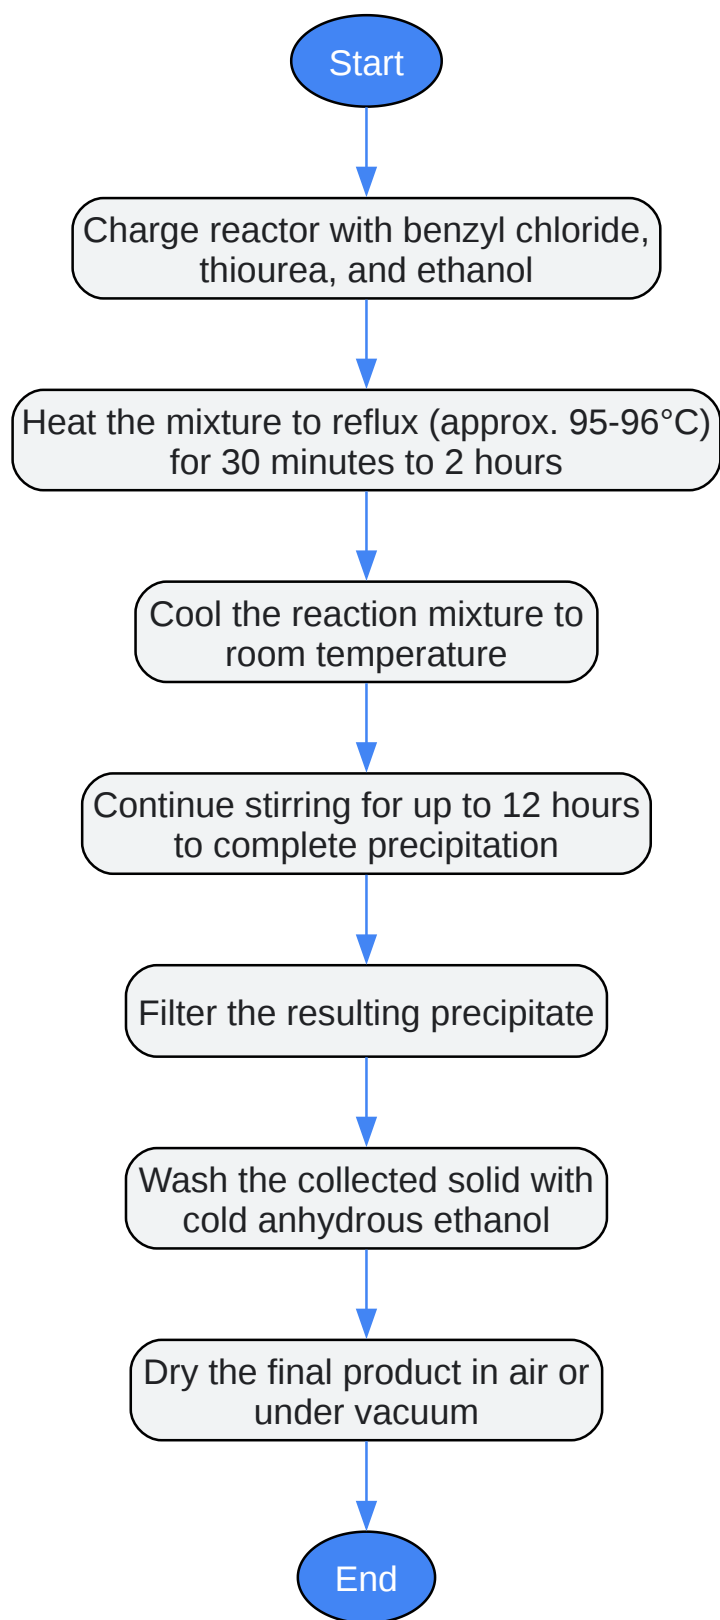 Start
Charge reactor with benzyl chloride,
thiourea, and ethanol
Heat the mixture to reflux (approx. 95-96°C)
for 30 minutes to 2 hours
Cool the reaction mixture to
room temperature
Continue stirring for up to 12 hours
to complete precipitation
Filter the resulting precipitate
Wash the collected solid with
cold anhydrous ethanol
Dry the final product in air or
under vacuum
End